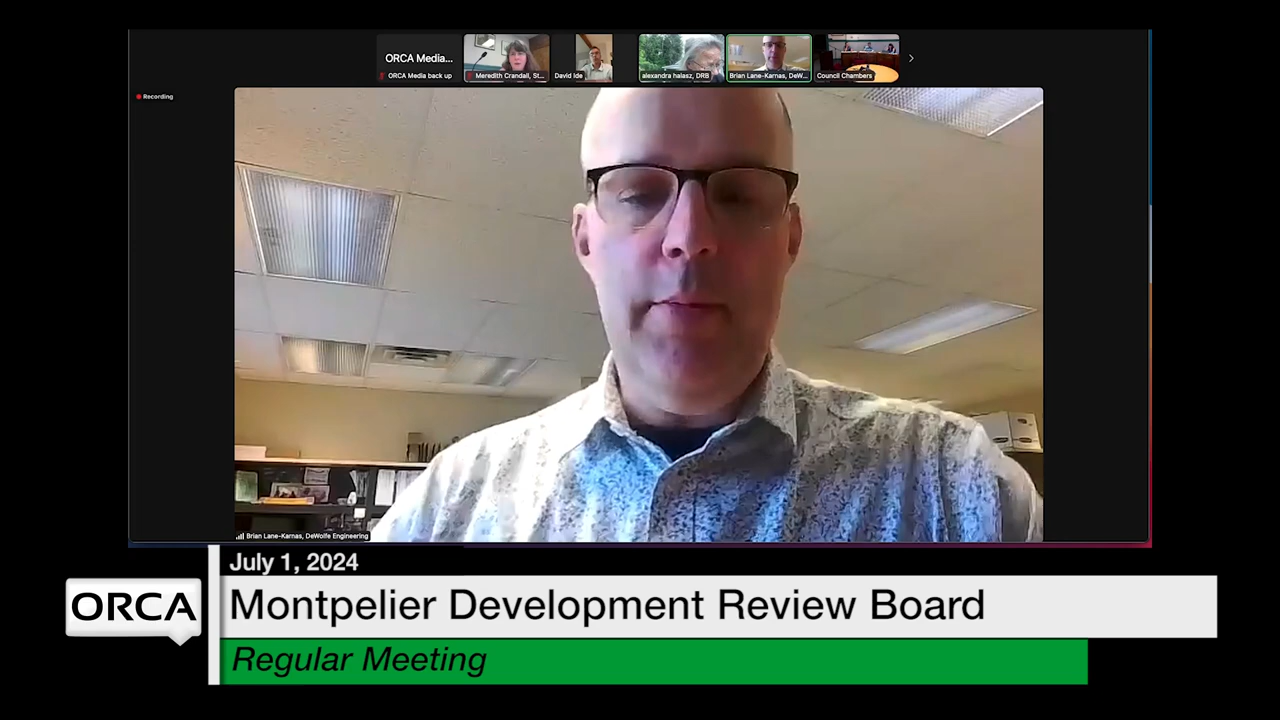 ORCA Media...
ORCA Media back up
Meredith Crandall, St...
David Ide
alexandra halasz, DRB
Brian Lane-Karnas, DeW...
Council Chambers
Recording
Brian Lane-Karnas, DeWolfe Engineering
July 1, 2024
ORCA
Montpelier Development Review Board
Regular Meeting